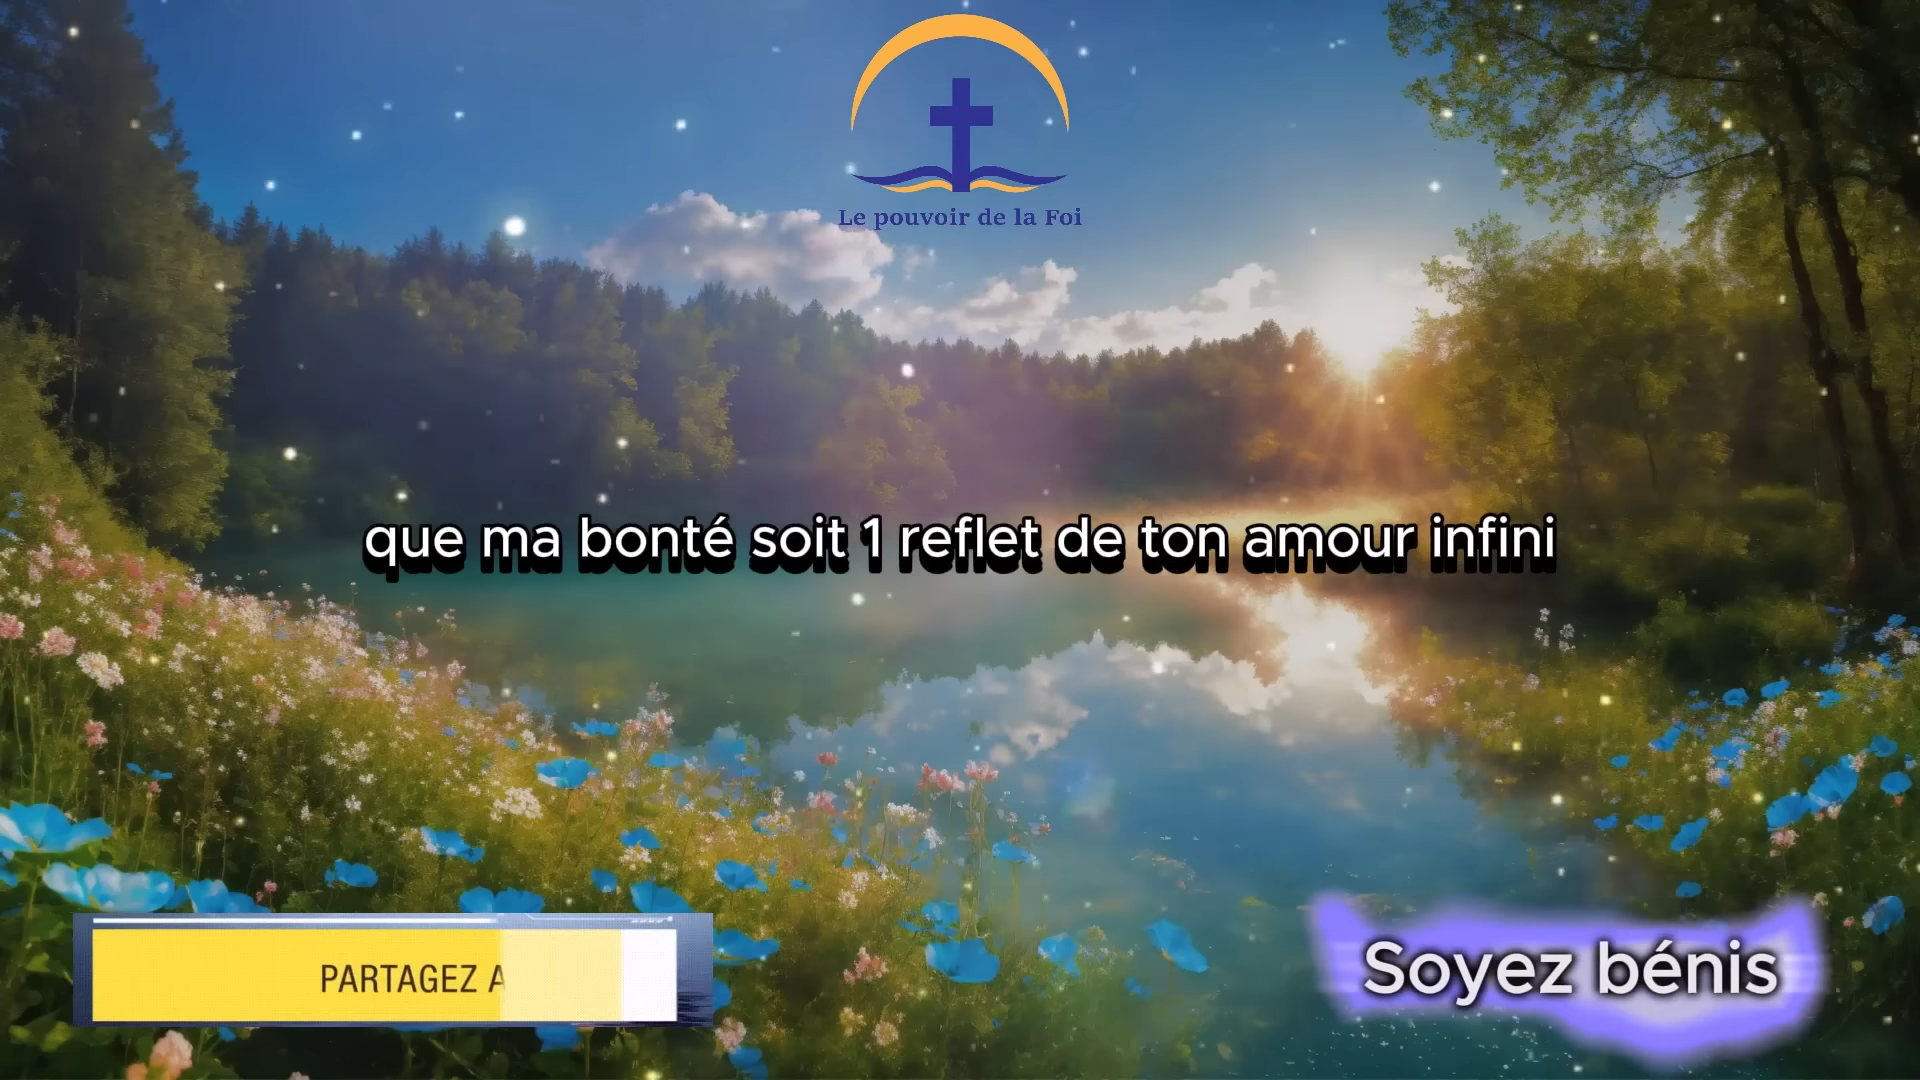 Le pouvoir de la Foi
que ma bonté soit 1 reflet de ton amour infini
PARTAGEZ A
Soyez bénis